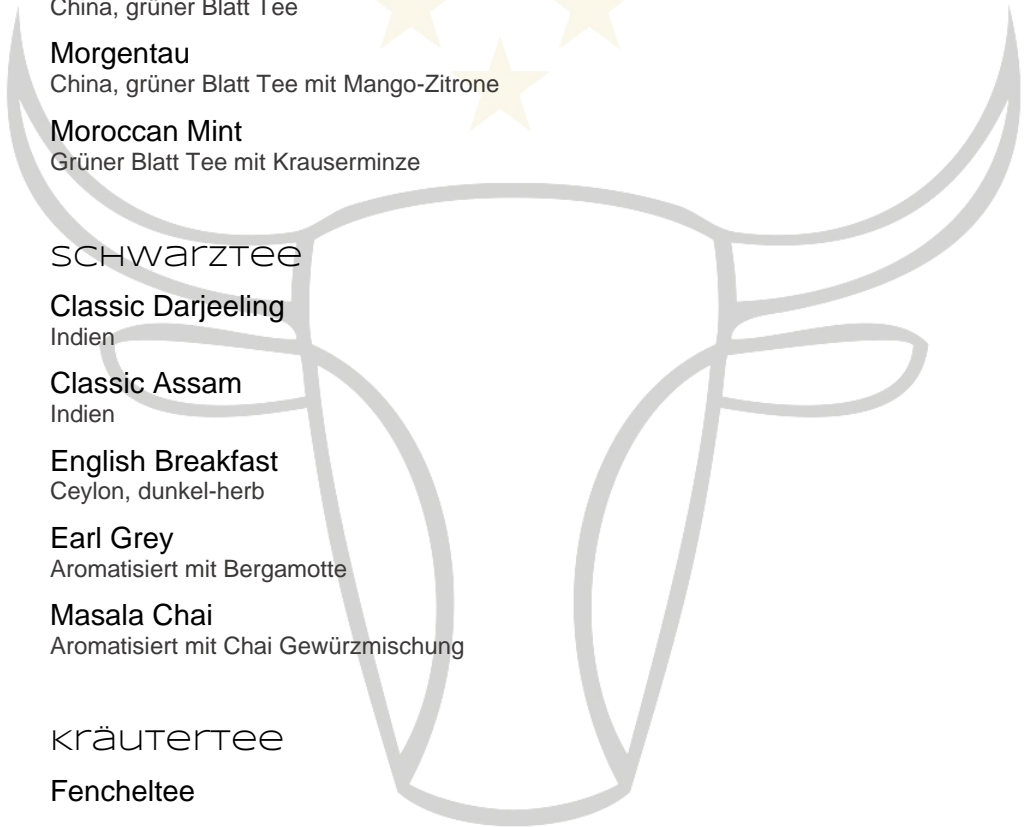 China, grüner Blatt Tee
Morgentau
China, grüner Blatt Tee mit Mango-Zitrone
Moroccan Mint
Grüner Blatt Tee mit Krauserminze
Schwarztee
Classic Darjeeling
Indien
Classic Assam
Indien
English Breakfast
Ceylon, dunkel-herb
Earl Grey
Aromatisiert mit Bergamotte
Masala Chai
Aromatisiert mit Chai Gewürzmischung
Kräutertee
Fencheltee